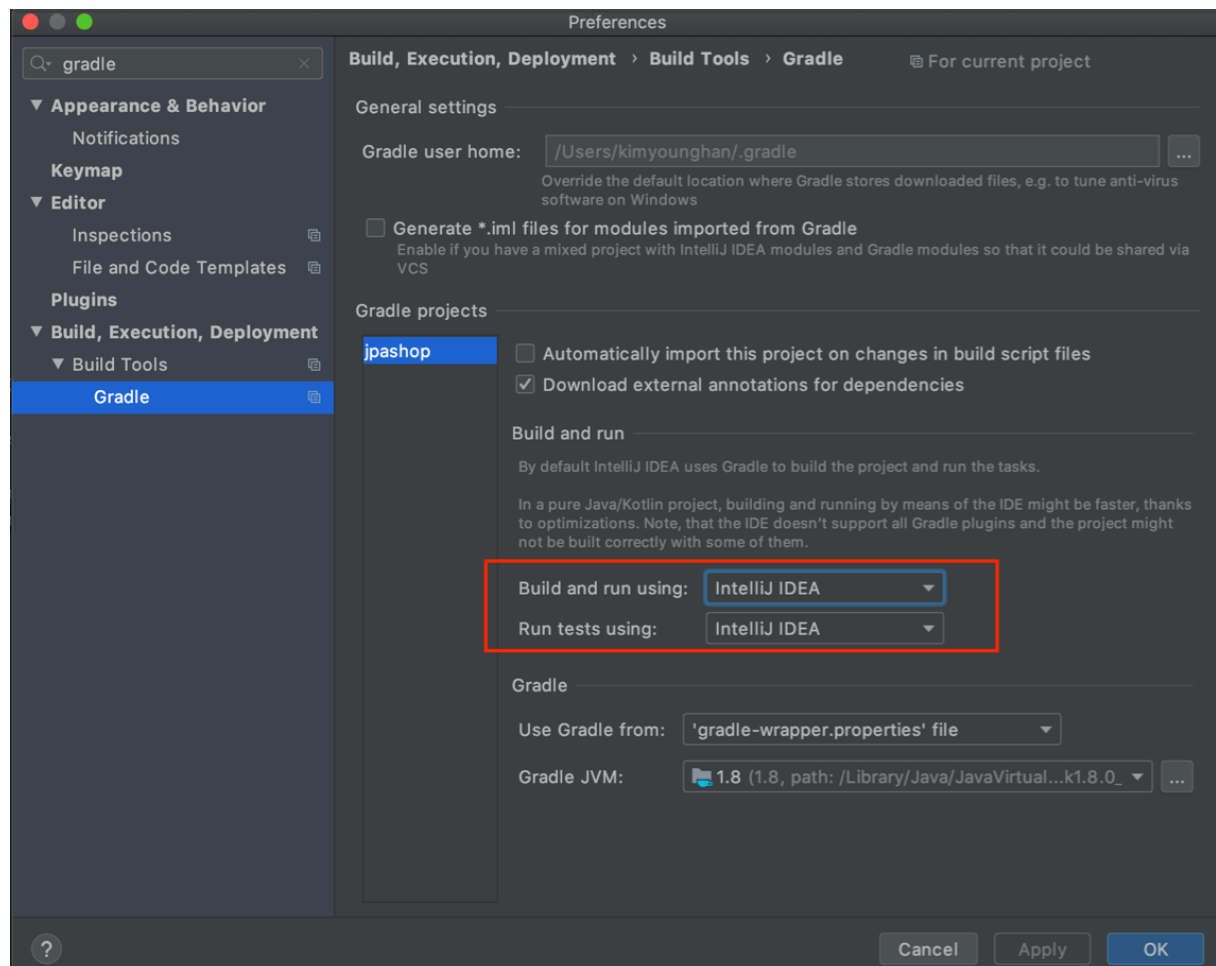 Preferences
gradle
Appearance & Behavior
Notifications
Keymap
Editor
Inspections
File and Code Templates
Plugins
Build, Execution, Deployment
Build Tools
Gradle
Build, Execution, Deployment › Build Tools › Gradle
For current project
General settings
Gradle user home: /Users/kimyounghan/.gradle ...
Override the default location where Gradle stores downloaded files, e.g. to tune anti-virus
software on Windows
Generate *.iml files for modules imported from Gradle
Enable if you have a mixed project with IntelliJ IDEA modules and Gradle modules so that it could be shared via
VCS
Gradle projects
jpashop
Automatically import this project on changes in build script files
Download external annotations for dependencies
Build and run
By default IntelliJ IDEA uses Gradle to build the project and run the tasks.
In a pure Java/Kotlin project, building and running by means of the IDE might be faster, thanks
to optimizations. Note, that the IDE doesn't support all Gradle plugins and the project might
not be built correctly with some of them.
Build and run using: IntelliJ IDEA
Run tests using: IntelliJ IDEA
Gradle
Use Gradle from: 'gradle-wrapper.properties' file
Gradle JVM: 1.8 (1.8, path: /Library/Java/JavaVirtual...k1.8.0_ ...
?
Cancel
Apply
OK